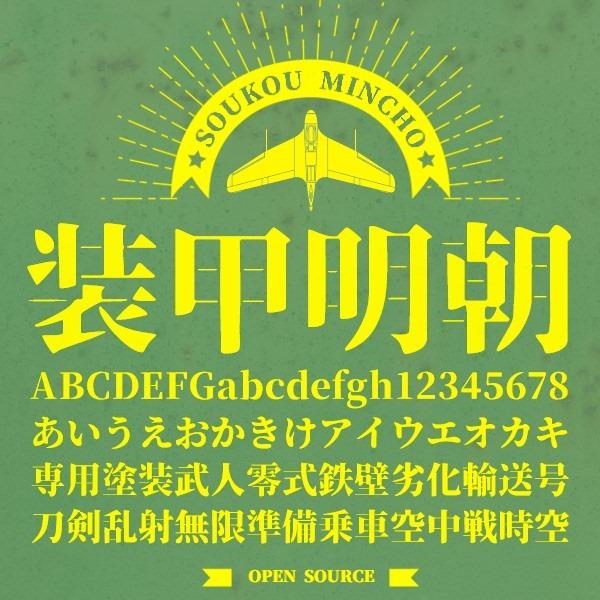 SOUKOU MINCHO
装甲明朝
ABCDEFGabcdefgh12345678
あいうえおかきけアイウエオカキ
専用塗装武人零式鉄壁劣化輸送号
刀剣乱射無限準備乗車空中戦時空
OPEN SOURCE